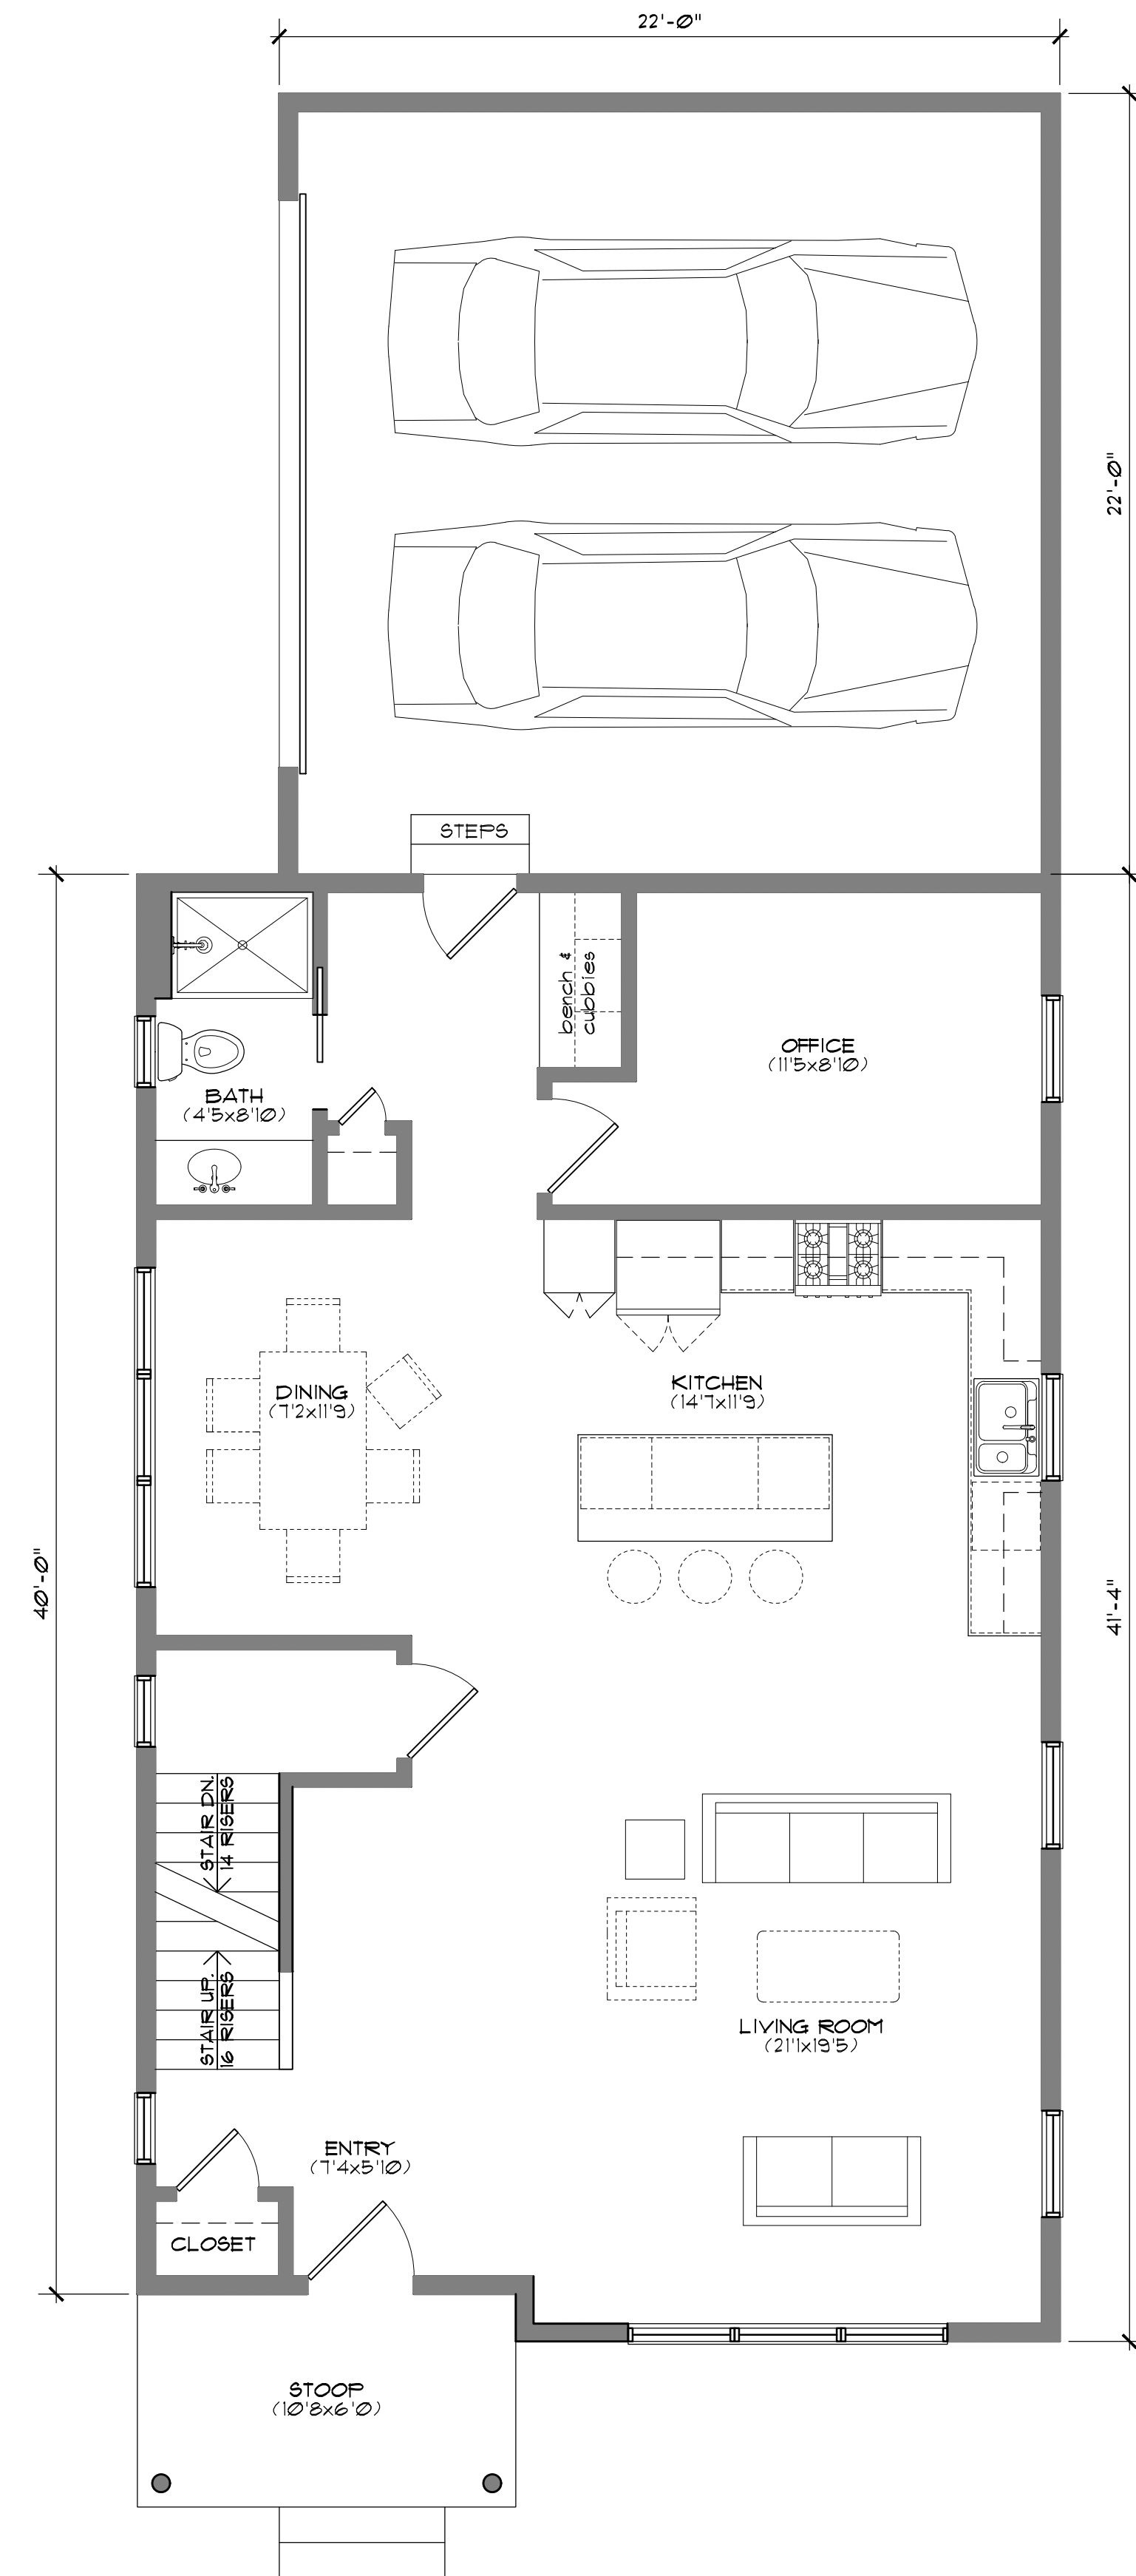 22'-0"
22'-0"
STEPS
bench &
cubbies
OFFICE
(11'5x8'10)
BATH
(4'5x8'10)
KITCHEN
(14'7x11'9)
DINING
(7'2x11'9)
40'-0"
41'-4"
STAIR DN.
14 RISERS
STAIR UP.
16 RISERS
LIVING ROOM
(21'1x19'5)
ENTRY
(7'4x5'10)
CLOSET
STOOP
(10'8x6'0)